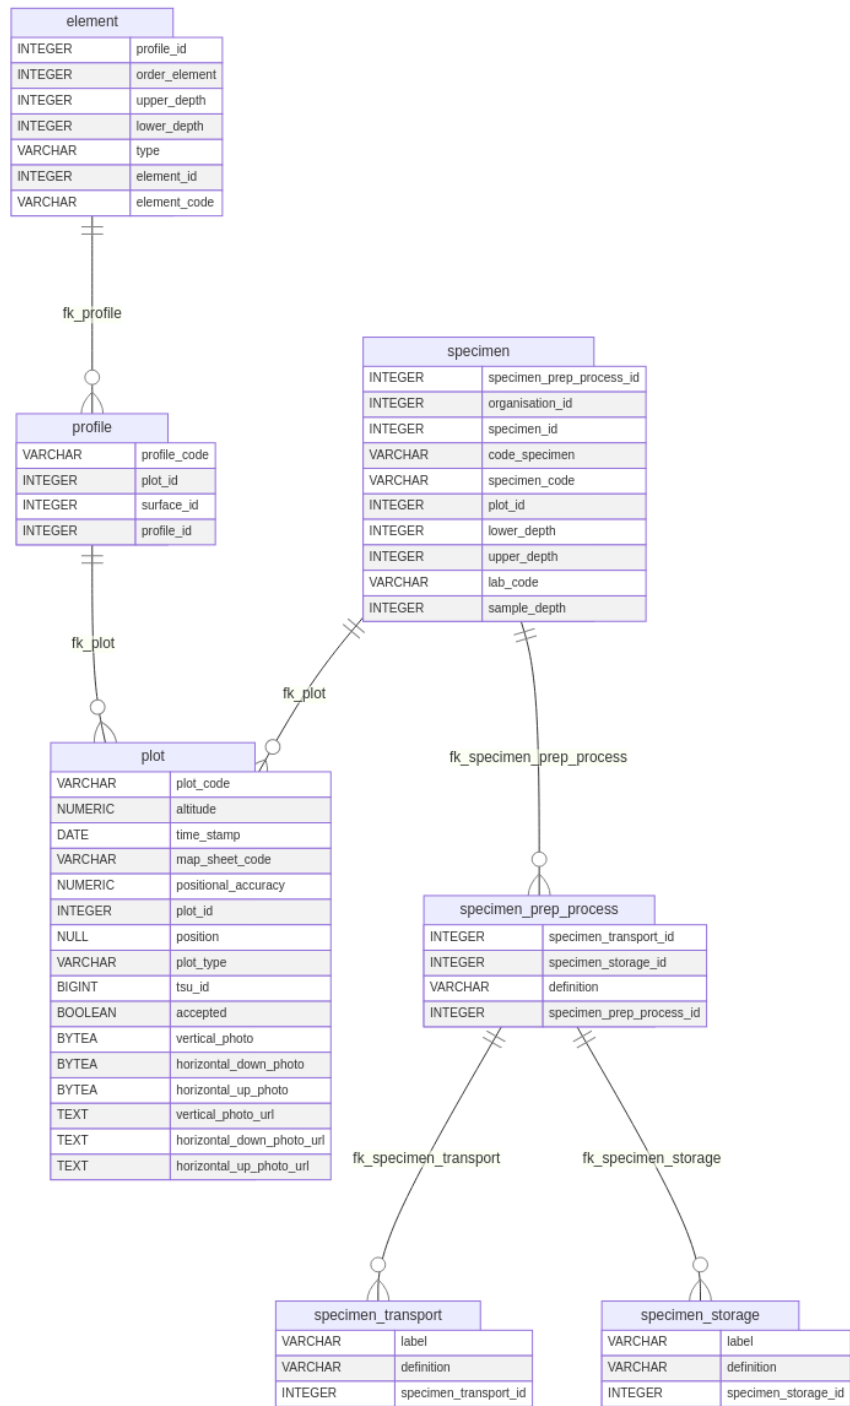 element
INTEGER profile_id
INTEGER order_element
INTEGER upper_depth
INTEGER lower_depth
VARCHAR type
INTEGER element_id
VARCHAR element_code
fk_profile
profile
VARCHAR profile_code
INTEGER plot_id
INTEGER surface_id
INTEGER profile_id
specimen
INTEGER specimen_prep_process_id
INTEGER organisation_id
INTEGER specimen_id
VARCHAR code_specimen
VARCHAR specimen_code
INTEGER plot_id
INTEGER lower_depth
INTEGER upper_depth
VARCHAR lab_code
INTEGER sample_depth
fk_plot
fk_plot
fk_specimen_prep_process
plot
VARCHAR plot_code
NUMERIC altitude
DATE time_stamp
VARCHAR map_sheet_code
NUMERIC positional_accuracy
INTEGER plot_id
NULL position
VARCHAR plot_type
BIGINT tsu_id
BOOLEAN accepted
BYTEA vertical_photo
BYTEA horizontal_down_photo
BYTEA horizontal_up_photo
TEXT vertical_photo_url
TEXT horizontal_down_photo_url
TEXT horizontal_up_photo_url
specimen_prep_process
INTEGER specimen_transport_id
INTEGER specimen_storage_id
VARCHAR definition
INTEGER specimen_prep_process_id
fk_specimen_transport
fk_specimen_storage
specimen_transport
VARCHAR label
VARCHAR definition
INTEGER specimen_transport_id
specimen_storage
VARCHAR label
VARCHAR definition
INTEGER specimen_storage_id